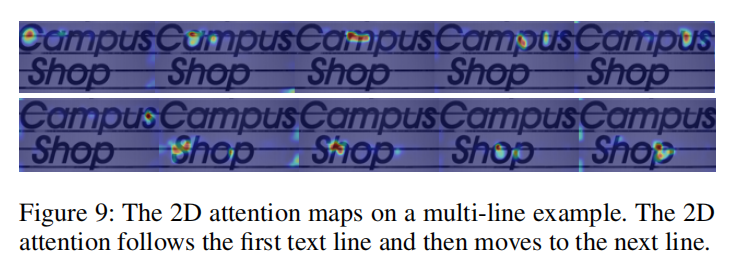 Campus Campus Campus Campus Campus
Shop Shop Shop Shop Shop
Campus Campus Campus Campus Campus
Shop Shop Shop Shop Shop
Figure 9: The 2D attention maps on a multi-line example. The 2D
attention follows the first text line and then moves to the next line.